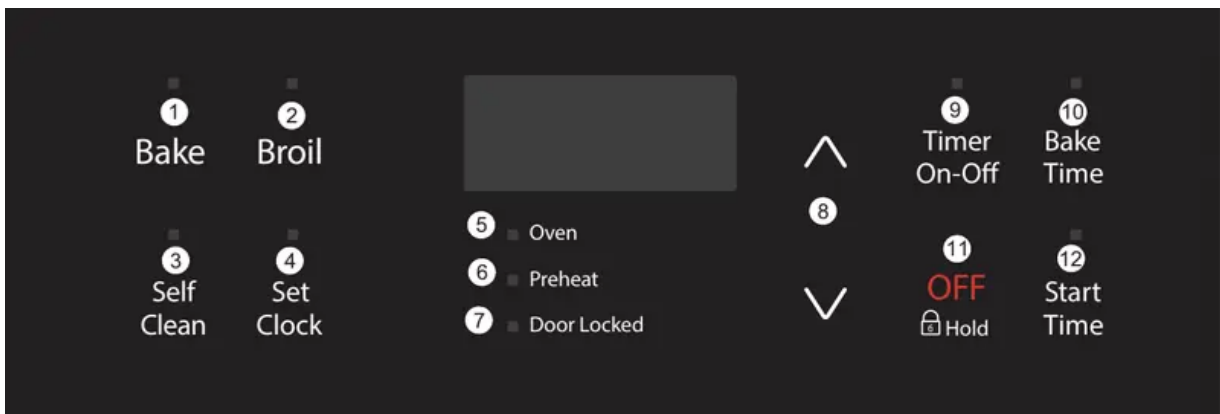 1
Bake
2
Broil
3
Self
Clean
4
Set
Clock
5 Oven
6 Preheat
7 Door Locked
8
9
Timer
On-Off
10
Bake
Time
11
OFF
6 Hold
12
Start
Time